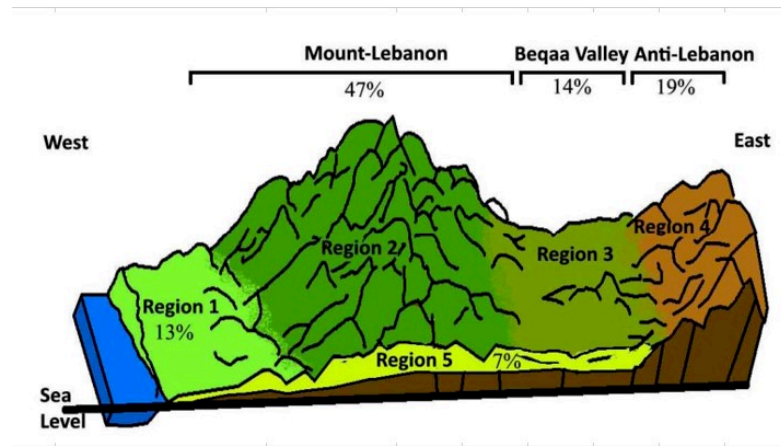 Mount-Lebanon
Beqaa Valley Anti-Lebanon
47%
14%
19%
West
East
Region 1
13%
Region 2
Region 3
Region 4
Region 5
7%
Sea
Level